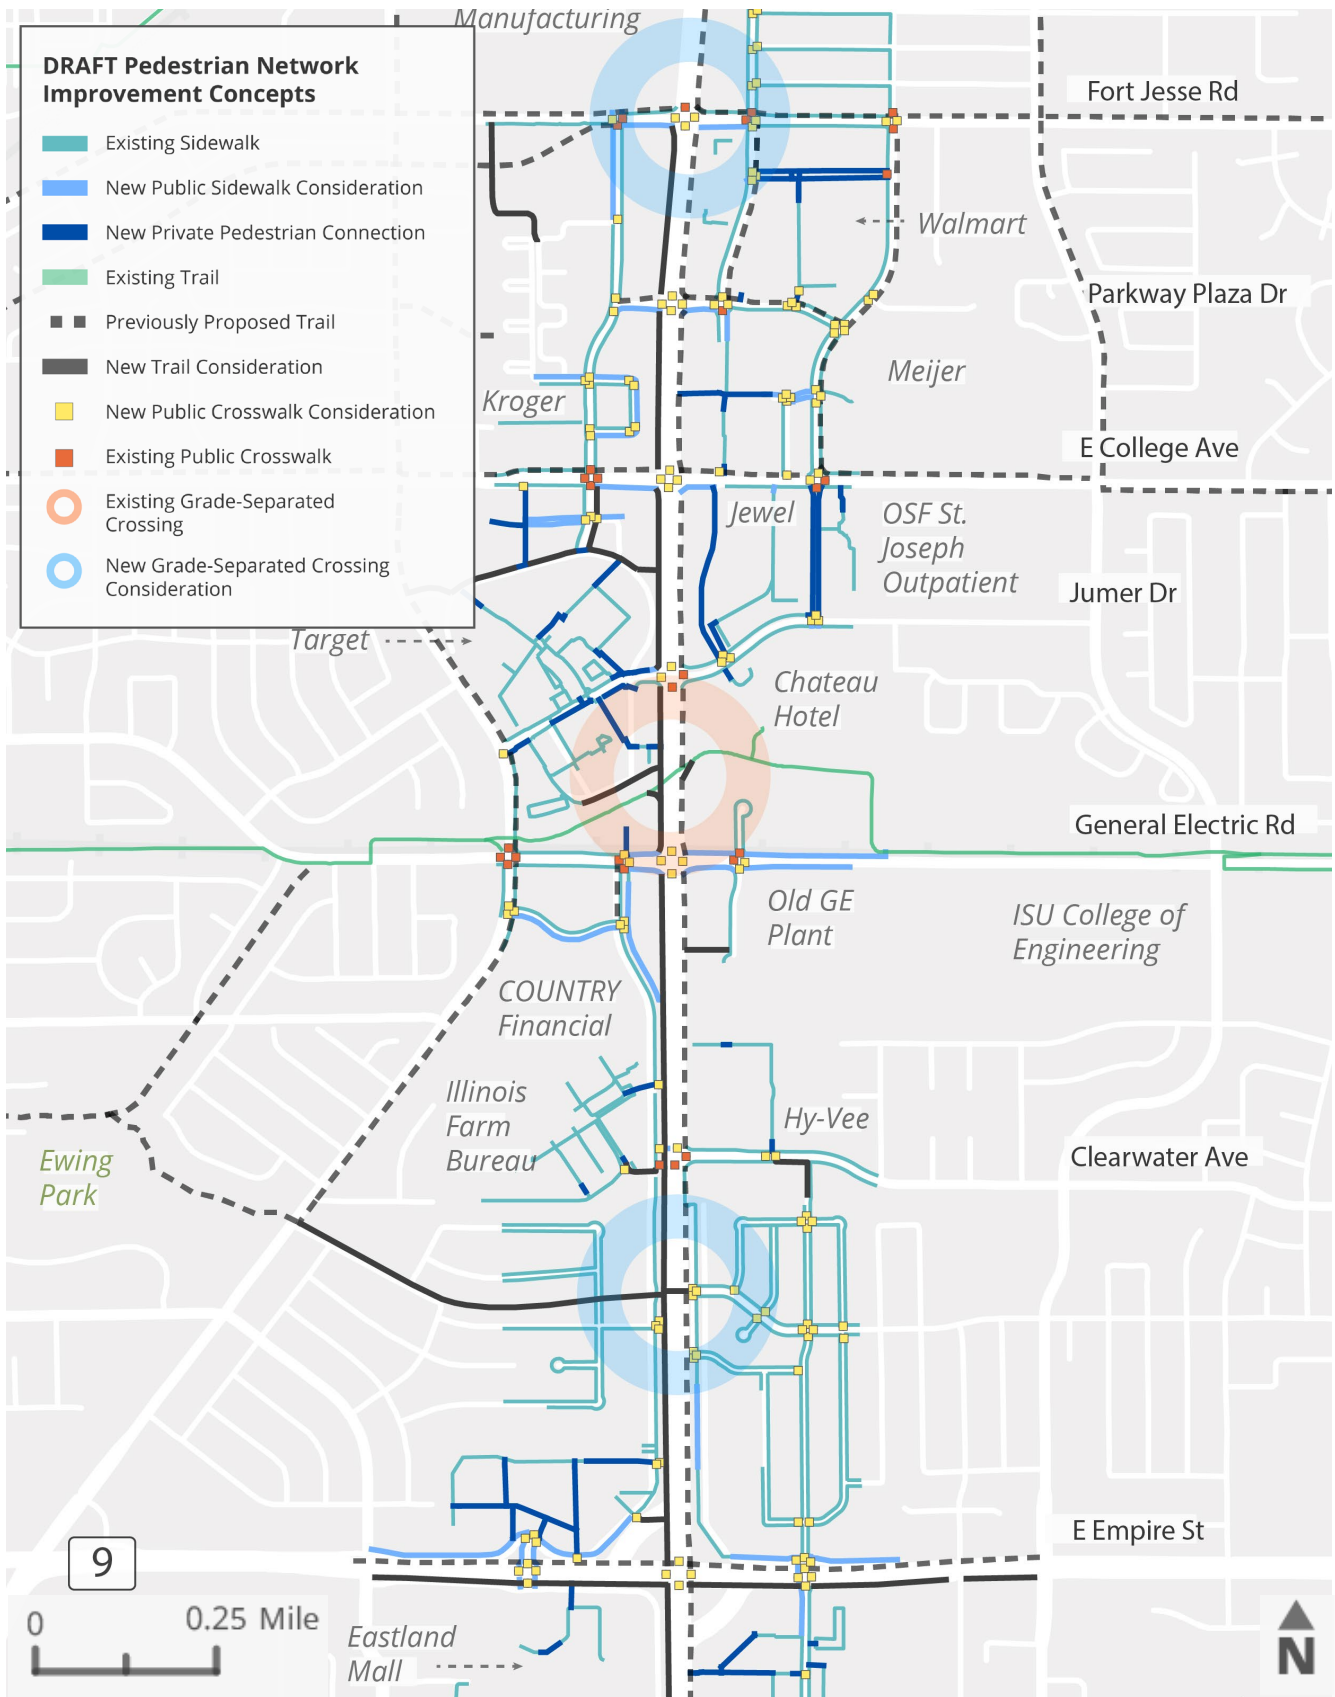 Manufacturing
DRAFT Pedestrian Network
Improvement Concepts
Existing Sidewalk
New Public Sidewalk Consideration
New Private Pedestrian Connection
Existing Trail
Previously Proposed Trail
New Trail Consideration
New Public Crosswalk Consideration
Existing Public Crosswalk
Existing Grade-Separated
Crossing
New Grade-Separated Crossing
Consideration
Fort Jesse Rd
Walmart
Parkway Plaza Dr
Meijer
Kroger
E College Ave
Jewel
OSF St.
Joseph
Outpatient
Jumer Dr
Target
Chateau
Hotel
General Electric Rd
Old GE
Plant
ISU College of
Engineering
COUNTRY
Financial
Illinois
Farm
Bureau
Hy-Vee
Ewing
Park
Clearwater Ave
E Empire St
9
0
0.25 Mile
Eastland
Mall
N